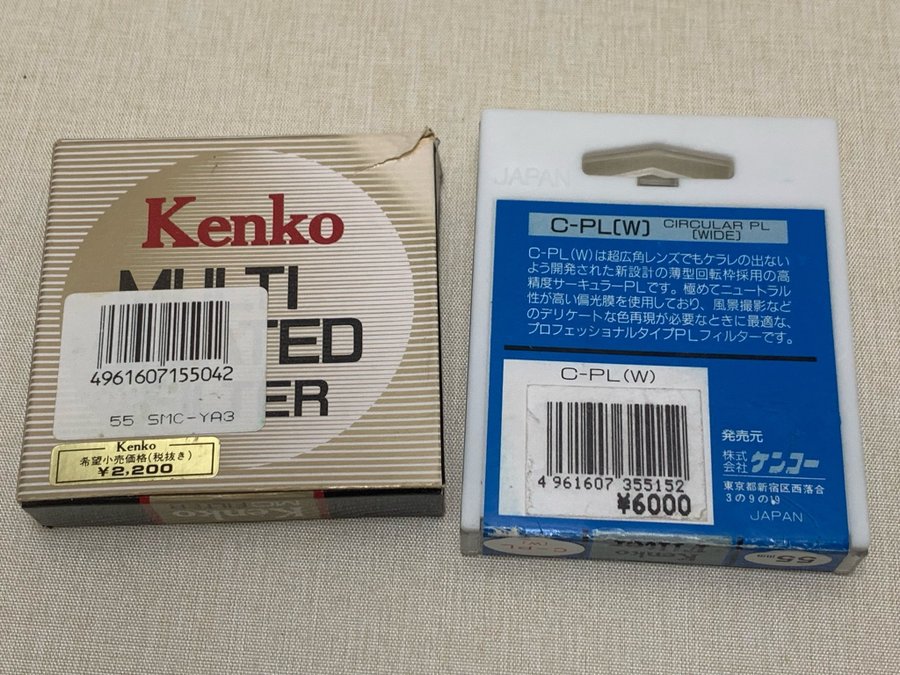 Kenko
MULTI
4961607155042
55 SMC-YA3
Kenko
希望小売価格(税抜き)
¥2,200
Kenko
JAPAN
C-PL(W) CIRCULAR PL
(WIDE)
C-PL(W)は超広角レンズでもケラレの出ない
よう開発された新設計の薄型回転枠採用の高
精度サーキュラーPLです。極めてニュートラル
性が高い偏光膜を使用しており、風景撮影など
のデリケートな色再現が必要なときに最適な、
プロフェッショナルタイプPLフィルターです。
C-PL(W)
4 961607 355152
¥6000
発売元
株式
会社 ケンコー
東京都新宿区西落合
3の9の19
JAPAN
C-PL
(W)
Kenko
55mm